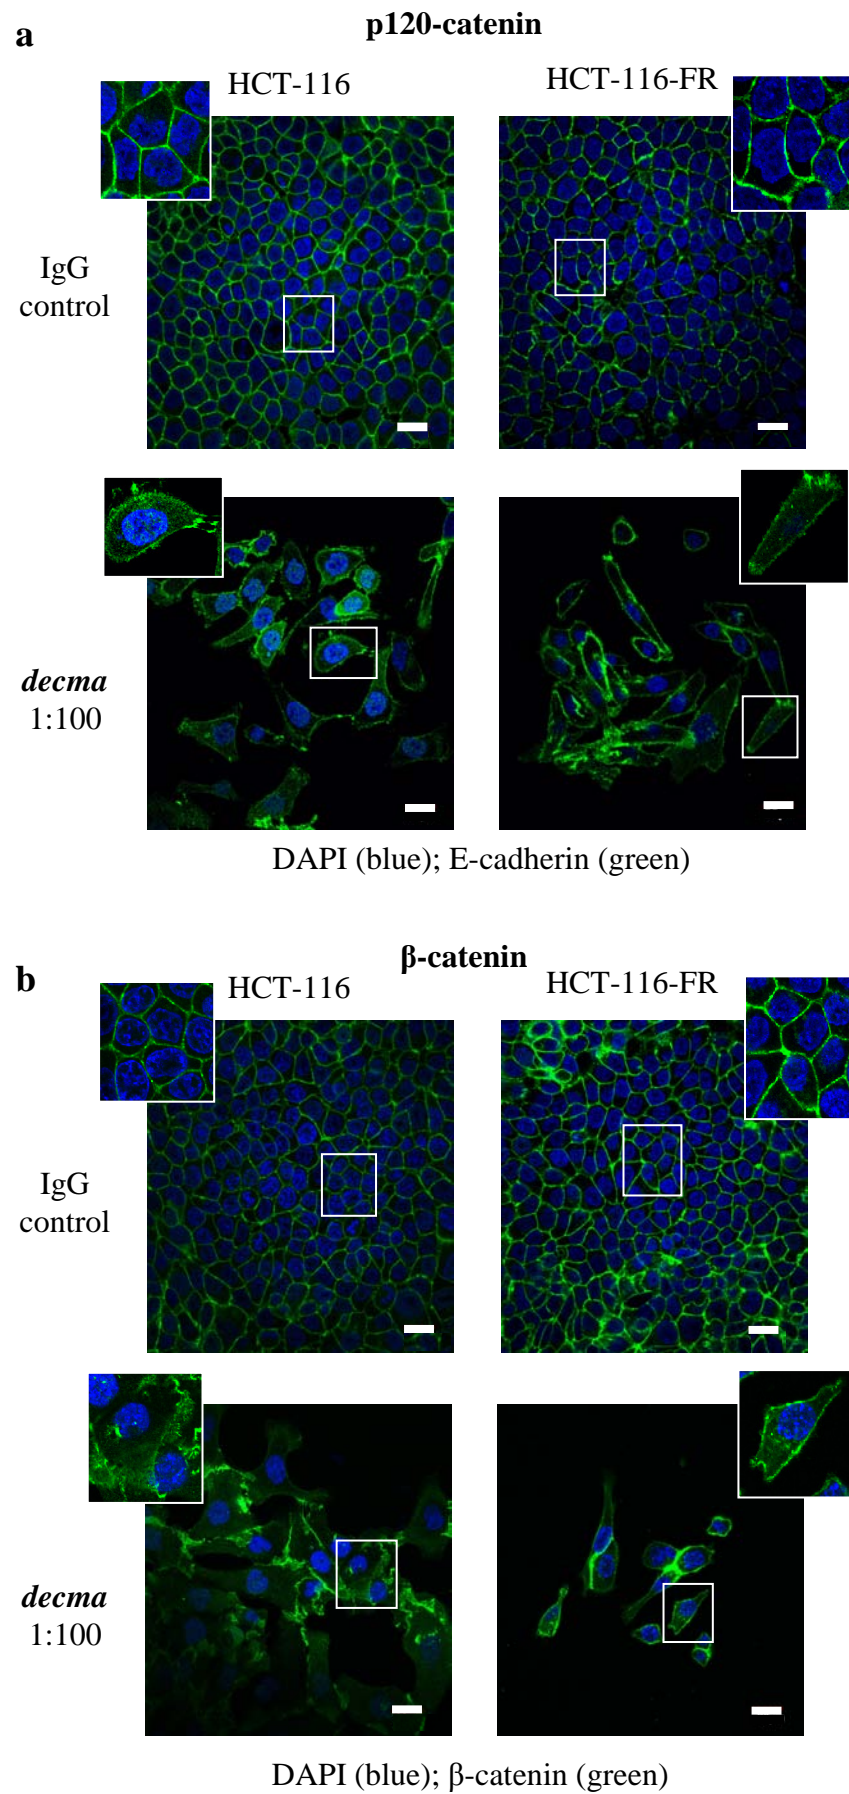 a
p120-catenin
HCT-116
HCT-116-FR
IgG
control
decma
1:100
DAPI (blue); E-cadherin (green)
b
β-catenin
HCT-116
HCT-116-FR
IgG
control
decma
1:100
DAPI (blue); β-catenin (green)